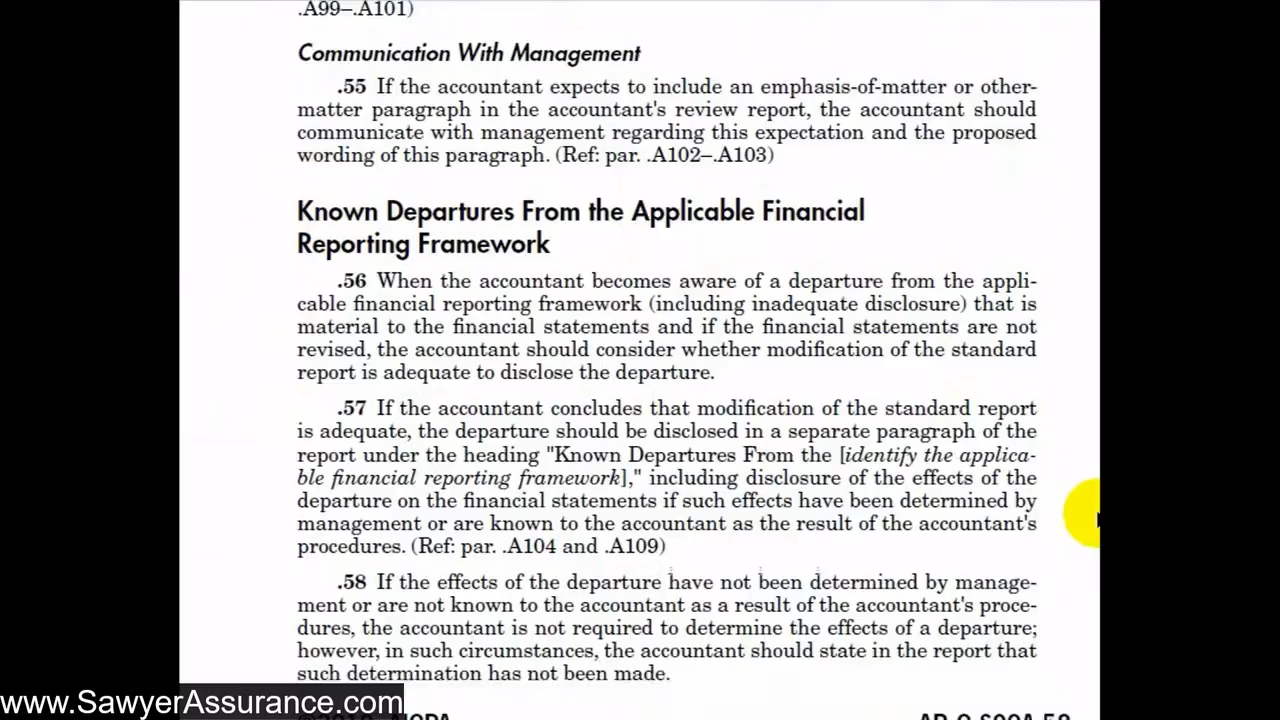 .A99–.A101)
Communication With Management
.55 If the accountant expects to include an emphasis-of-matter or other-
matter paragraph in the accountant's review report, the accountant should
communicate with management regarding this expectation and the proposed
wording of this paragraph. (Ref: par. .A102–.A103)
Known Departures From the Applicable Financial
Reporting Framework
.56 When the accountant becomes aware of a departure from the appli-
cable financial reporting framework (including inadequate disclosure) that is
material to the financial statements and if the financial statements are not
revised, the accountant should consider whether modification of the standard
report is adequate to disclose the departure.
.57 If the accountant concludes that modification of the standard report
is adequate, the departure should be disclosed in a separate paragraph of the
report under the heading "Known Departures From the [identify the applica-
ble financial reporting framework]," including disclosure of the effects of the
departure on the financial statements if such effects have been determined by
management or are known to the accountant as the result of the accountant's
procedures. (Ref: par. .A104 and .A109)
.58 If the effects of the departure have not been determined by manage-
ment or are not known to the accountant as a result of the accountant's proce-
dures, the accountant is not required to determine the effects of a departure;
however, in such circumstances, the accountant should state in the report that
such determination has not been made.
www.SawyerAssurance.com